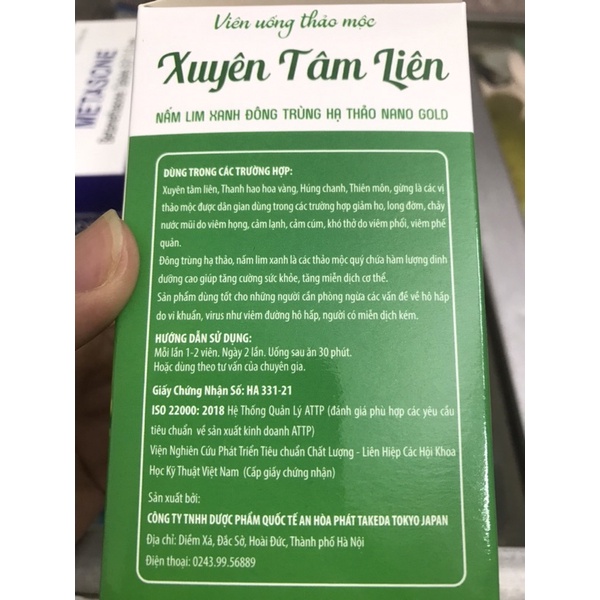 Viên uống thảo mộc
Xuyên Tâm Liên
NẤM LIM XANH ĐÔNG TRÙNG HẠ THẢO NANO GOLD
DÙNG TRONG CÁC TRƯỜNG HỢP:
Xuyên tâm liên, Thanh hao hoa vàng, Húng chanh, Thiên môn, gừng là các vị
thảo mộc được dân gian dùng trong các trường hợp giảm ho, long đờm, chảy
nước mũi do viêm họng, cảm lạnh, cảm cúm, khó thở do viêm phổi, viêm phế
quản.
Đông trùng hạ thảo, nấm lim xanh là các thảo mộc quý chứa hàm lượng dinh
dưỡng cao giúp tăng cường sức khỏe, tăng miễn dịch cơ thể.
Sản phẩm dùng tốt cho những người cần phòng ngừa các vấn đề về hô hấp
do vi khuẩn, virus như viêm đường hô hấp, người có miễn dịch kém.
HƯỚNG DẪN SỬ DỤNG:
Mỗi lần 1-2 viên. Ngày 2 lần. Uống sau ăn 30 phút.
Hoặc dùng theo tư vấn của chuyên gia.
Giấy Chứng Nhận Số: HA 331-21
ISO 22000: 2018 Hệ Thống Quản Lý ATTP (đánh giá phù hợp các yêu cầu
tiêu chuẩn về sản xuất kinh doanh ATTP)
Viện Nghiên Cứu Phát Triển Tiêu chuẩn Chất Lượng - Liên Hiệp Các Hội Khoa
Học Kỹ Thuật Việt Nam (Cấp giấy chứng nhận)
Sản xuất bởi:
CÔNG TY TNHH DƯỢC PHẨM QUỐC TẾ AN HÒA PHÁT TAKEDA TOKYO JAPAN
Địa chỉ: Diềm Xá, Đắc Sở, Hoài Đức, Thành phố Hà Nội
Điện thoại: 0243.99.56889
METASONE